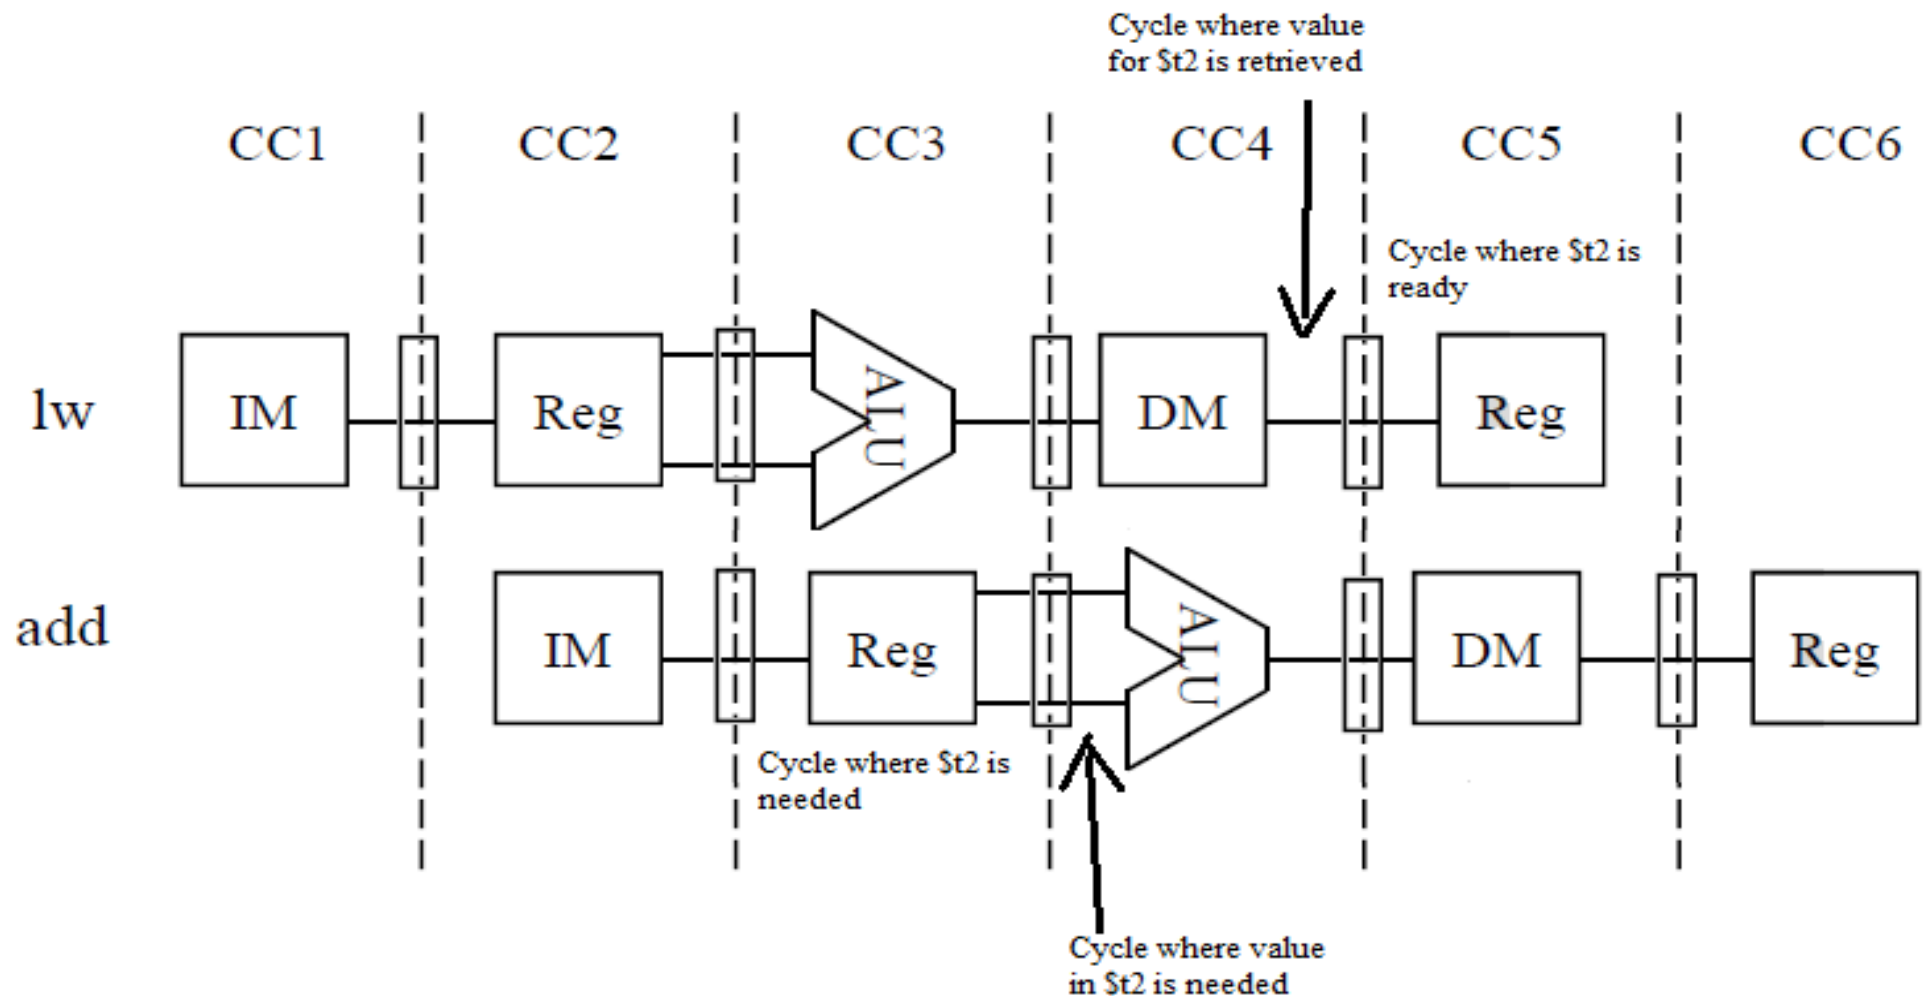 Cycle where value
for $t2 is retrieved
CC1 CC2 CC3 CC4 CC5 CC6
Cycle where $t2 is
ready
lw IM Reg ALU DM Reg
add IM Reg ALU DM Reg
Cycle where $t2 is
needed
Cycle where value
in $t2 is needed